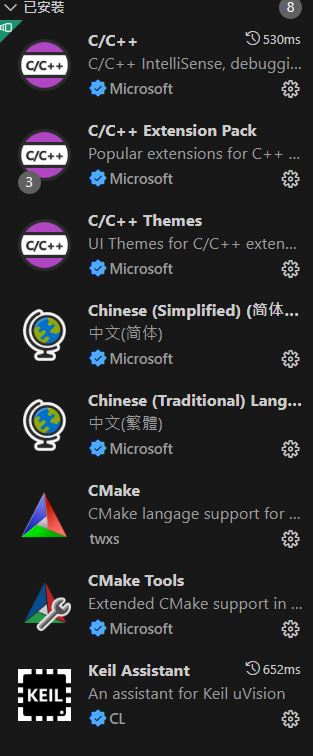 已安裝
8
C/C++
530ms
C/C++ IntelliSense, debuggi...
Microsoft
C/C++ Extension Pack
Popular extensions for C++ ...
3
Microsoft
C/C++ Themes
UI Themes for C/C++ exten...
Microsoft
Chinese (Simplified) (简体...
中文(简体)
Microsoft
Chinese (Traditional) Lang...
中文(繁體)
Microsoft
CMake
CMake langage support for ...
twxs
CMake Tools
Extended CMake support in ...
Microsoft
Keil Assistant
652ms
KEIL
An assistant for Keil uVision
CL